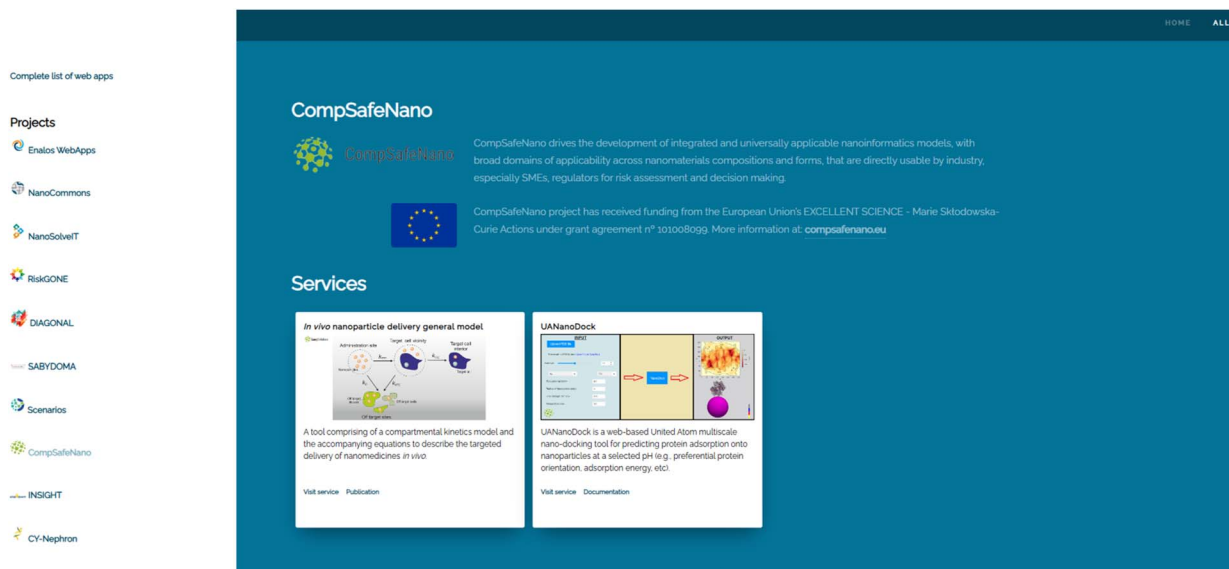 HOME ALL
Complete list of web apps
Projects
Enalos WebApps
NanoCommons
NanoSolveIT
RiskGONE
DIAGONAL
SABYDOMA
Scenarios
CompSafeNano
INSIGHT
CY-Nephron
CompSafeNano
CompSafeNano
CompSafeNano drives the development of integrated and universally applicable nanoinformatics models, with
broad domains of applicability across nanomaterials compositions and forms, that are directly usable by industry,
especially SMEs, regulators for risk assessment and decision making.
CompSafeNano project has received funding from the European Union's EXCELLENT SCIENCE - Marie Skłodowska-
Curie Actions under grant agreement nº 101008099. More information at: compsafenano.eu
Services
In vivo nanoparticle delivery general model
Administration site
Target cell vicinity
Target cell
interior
Off target sites
A tool comprising of a compartmental kinetics model and
the accompanying equations to describe the targeted
delivery of nanomedicines in vivo.
Visit service Publication
UANanoDock
INPUT
OUTPUT
UANanoDock is a web-based United Atom multiscale
nano-docking tool for predicting protein adsorption onto
nanoparticles at a selected pH (e.g., preferential protein
orientation, adsorption energy, etc).
Visit service Documentation